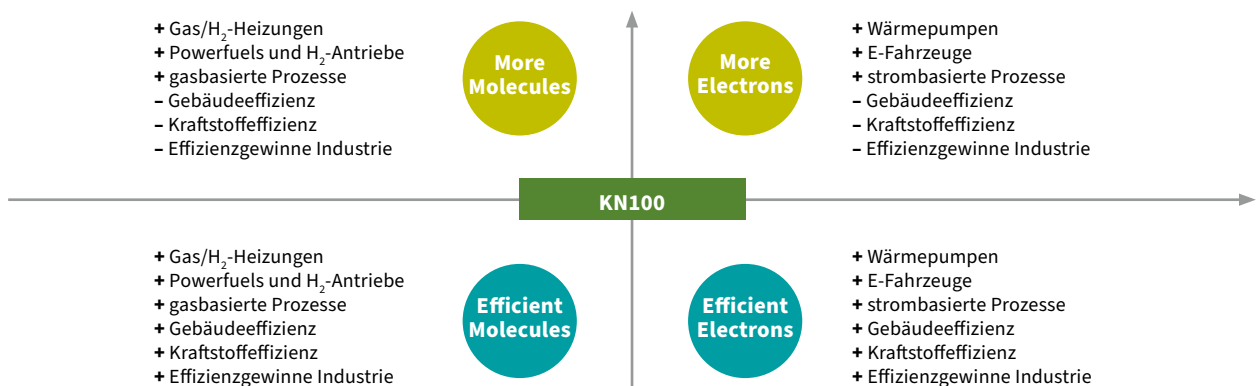 + Gas/H₂-Heizungen
+ Powerfuels und H₂-Antriebe
+ gasbasierte Prozesse
– Gebäudeeffizienz
– Kraftstoffeffizienz
– Effizienzgewinne Industrie
More
Molecules
More
Electrons
+ Wärmepumpen
+ E-Fahrzeuge
+ strombasierte Prozesse
– Gebäudeeffizienz
– Kraftstoffeffizienz
– Effizienzgewinne Industrie
KN100
+ Gas/H₂-Heizungen
+ Powerfuels und H₂-Antriebe
+ gasbasierte Prozesse
+ Gebäudeeffizienz
+ Kraftstoffeffizienz
+ Effizienzgewinne Industrie
Efficient
Molecules
Efficient
Electrons
+ Wärmepumpen
+ E-Fahrzeuge
+ strombasierte Prozesse
+ Gebäudeeffizienz
+ Kraftstoffeffizienz
+ Effizienzgewinne Industrie